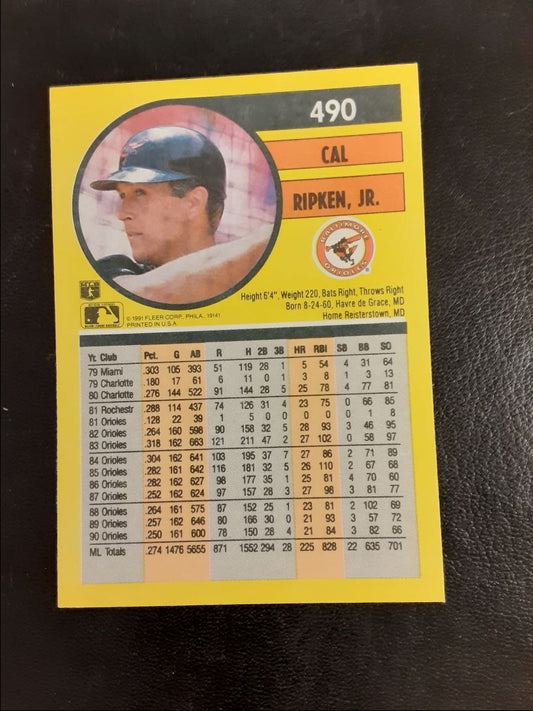 490
CAL
RIPKEN, JR.
BALTIMORE
ORIOLES
Height 6'4", Weight 220, Bats Right, Throws Right
Born 8-24-60, Havre de Grace, MD
Home Reisterstown, MD
© 1991 FLEER CORP., PHILA., 19141
PRINTED IN U.S.A.
Yr. Club Pct. G AB R H 2B 3B HR RBI SB BB SO
79 Miami .303 105 393 51 119 28 1 5 54 4 31 64
79 Charlotte .180 17 61 6 11 0 1 3 8 1 3 13
80 Charlotte .276 144 522 91 144 28 5 25 78 4 77 81
81 Rochestr .288 114 437 74 126 31 4 23 75 0 66 85
81 Orioles .128 22 39 1 5 0 0 0 0 0 1 8
82 Orioles .264 160 598 90 158 32 5 28 93 3 46 95
83 Orioles .318 162 663 121 211 47 2 27 102 0 58 97
84 Orioles .304 162 641 103 195 37 7 27 86 2 71 89
85 Orioles .282 161 642 116 181 32 5 26 110 2 67 68
86 Orioles .282 162 627 98 177 35 1 25 81 4 70 60
87 Orioles .252 162 624 97 157 28 3 27 98 3 81 77
88 Orioles .264 161 575 87 152 25 1 23 81 2 102 69
89 Orioles .257 162 646 80 166 30 0 21 93 3 57 72
90 Orioles .250 161 600 78 150 28 4 21 84 3 82 66
ML Totals .274 1476 5655 871 1552 294 28 225 828 22 635 701